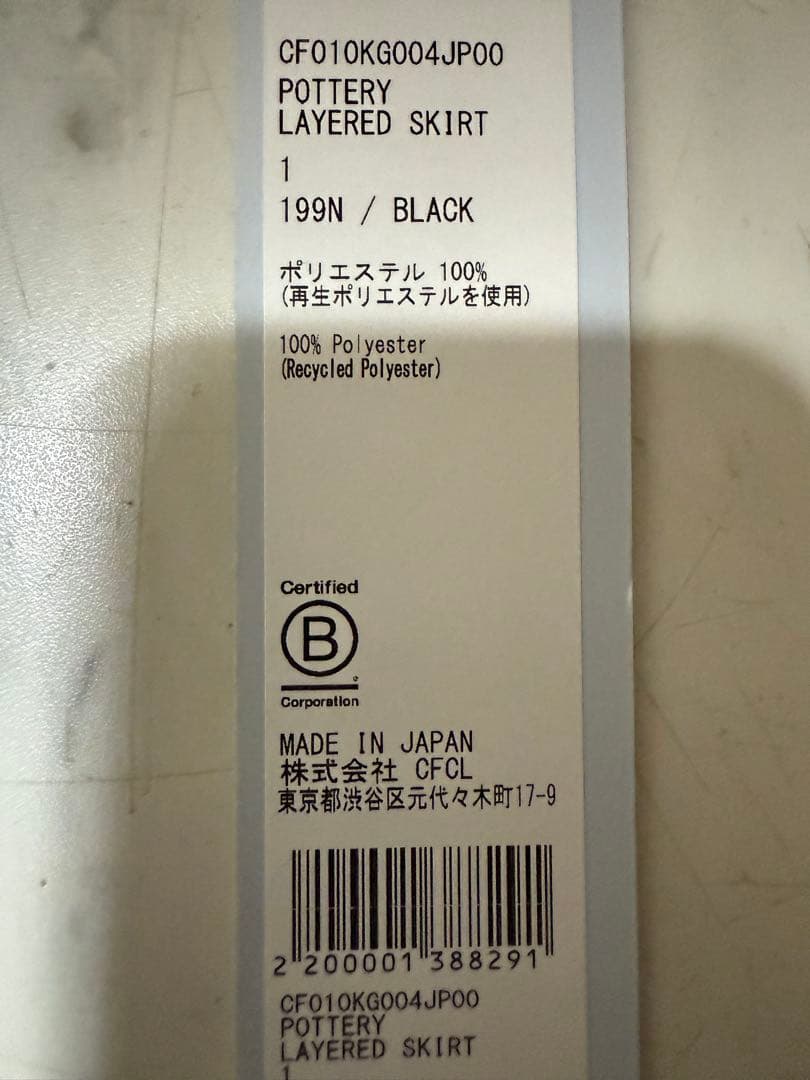 CF010KG004JP00
POTTERY
LAYERED SKIRT
1
199N / BLACK
ポリエステル 100%
(再生ポリエステルを使用)
100% Polyester
(Recycled Polyester)
Certified
B
Corporation
MADE IN JAPAN
株式会社 CFCL
東京都渋谷区元代々木町17-9
2 200001 388291
CF010KG004JP00
POTTERY
LAYERED SKIRT
1